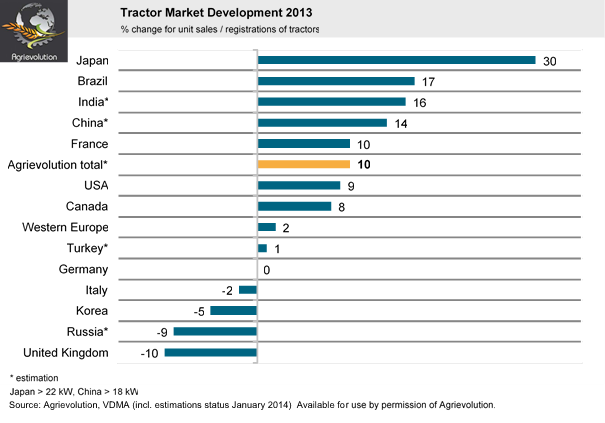 Agrievolution
Tractor Market Development 2013
% change for unit sales / registrations of tractors
Japan 30
Brazil 17
India* 16
China* 14
France 10
Agrievolution total* 10
USA 9
Canada 8
Western Europe 2
Turkey* 1
Germany 0
Italy -2
Korea -5
Russia* -9
United Kingdom -10
* estimation
Japan > 22 kW, China > 18 kW
Source: Agrievolution, VDMA (incl. estimations status January 2014) Available for use by permission of Agrievolution.